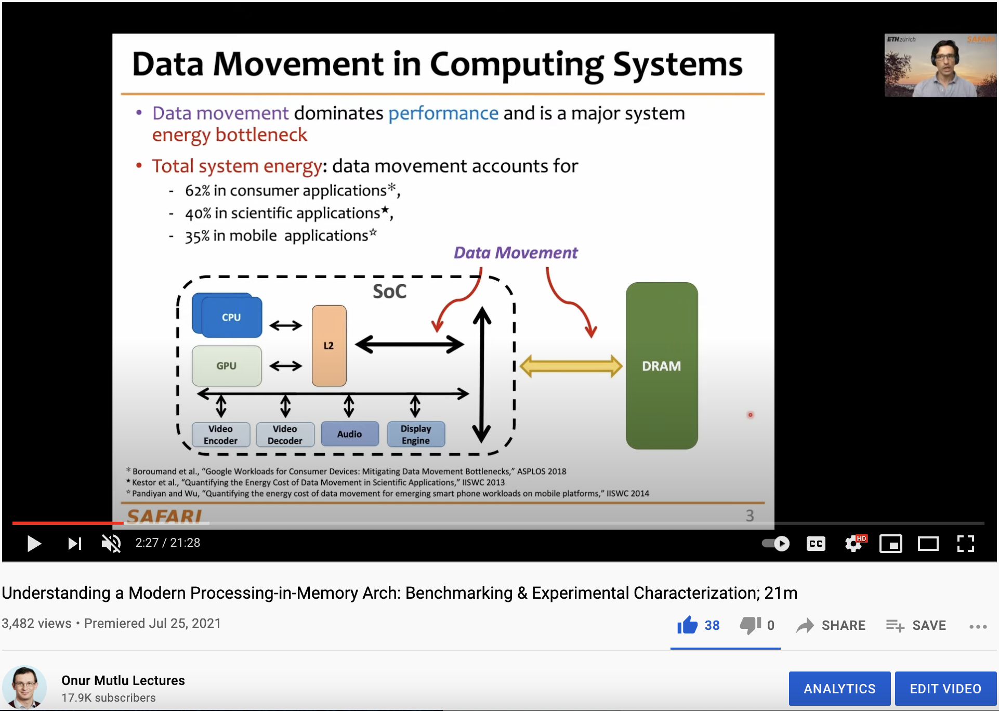 Data Movement in Computing Systems
ETHzürich
SAFARI
• Data movement dominates performance and is a major system
energy bottleneck
• Total system energy: data movement accounts for
- 62% in consumer applications*,
- 40% in scientific applications★,
- 35% in mobile applications☆
Data Movement
SoC
CPU
GPU
L2
DRAM
Video
Encoder
Video
Decoder
Audio
Display
Engine
* Boroumand et al., “Google Workloads for Consumer Devices: Mitigating Data Movement Bottlenecks,” ASPLOS 2018
★ Kestor et al., “Quantifying the Energy Cost of Data Movement in Scientific Applications,” IISWC 2013
☆ Pandiyan and Wu, “Quantifying the energy cost of data movement for emerging smart phone workloads on mobile platforms,” IISWC 2014
SAFARI
3
2:27 / 21:28
CC
HD
Understanding a Modern Processing-in-Memory Arch: Benchmarking & Experimental Characterization; 21m
3,482 views • Premiered Jul 25, 2021
38
0
SHARE
SAVE
Onur Mutlu Lectures
17.9K subscribers
ANALYTICS
EDIT VIDEO